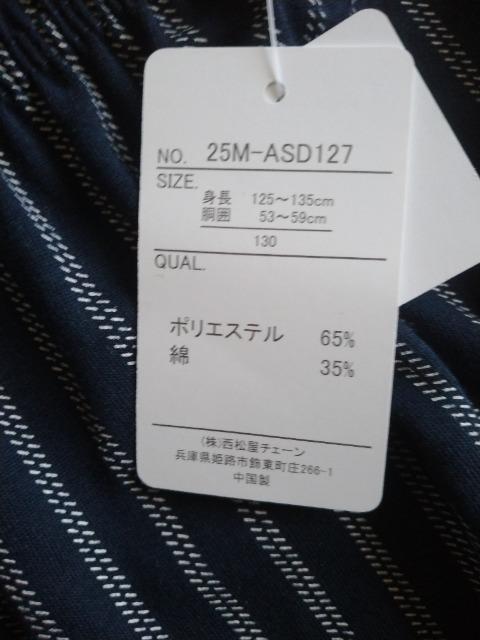 NO. 25M-ASD127
SIZE.
身長 125～135cm
胴囲 53～59cm
130
QUAL.
ポリエステル 65%
綿 35%
(株)西松屋チェーン
兵庫県姫路市飾東町庄266-1
中国製